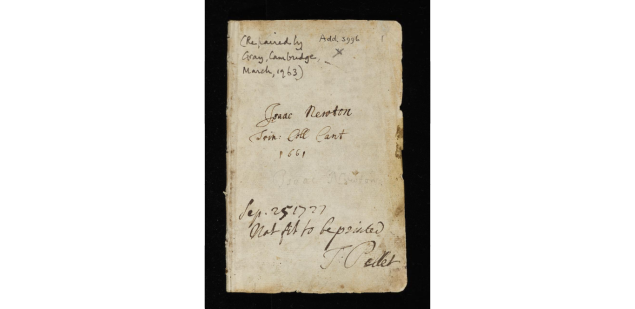 (Repaired by
Gray, Cambridge,
March, 1963)
Add. 3996
Isaac Newton
Trin: Coll Cant
1661
Sep. 25 1727
Not fit to be printed
T. Pellet